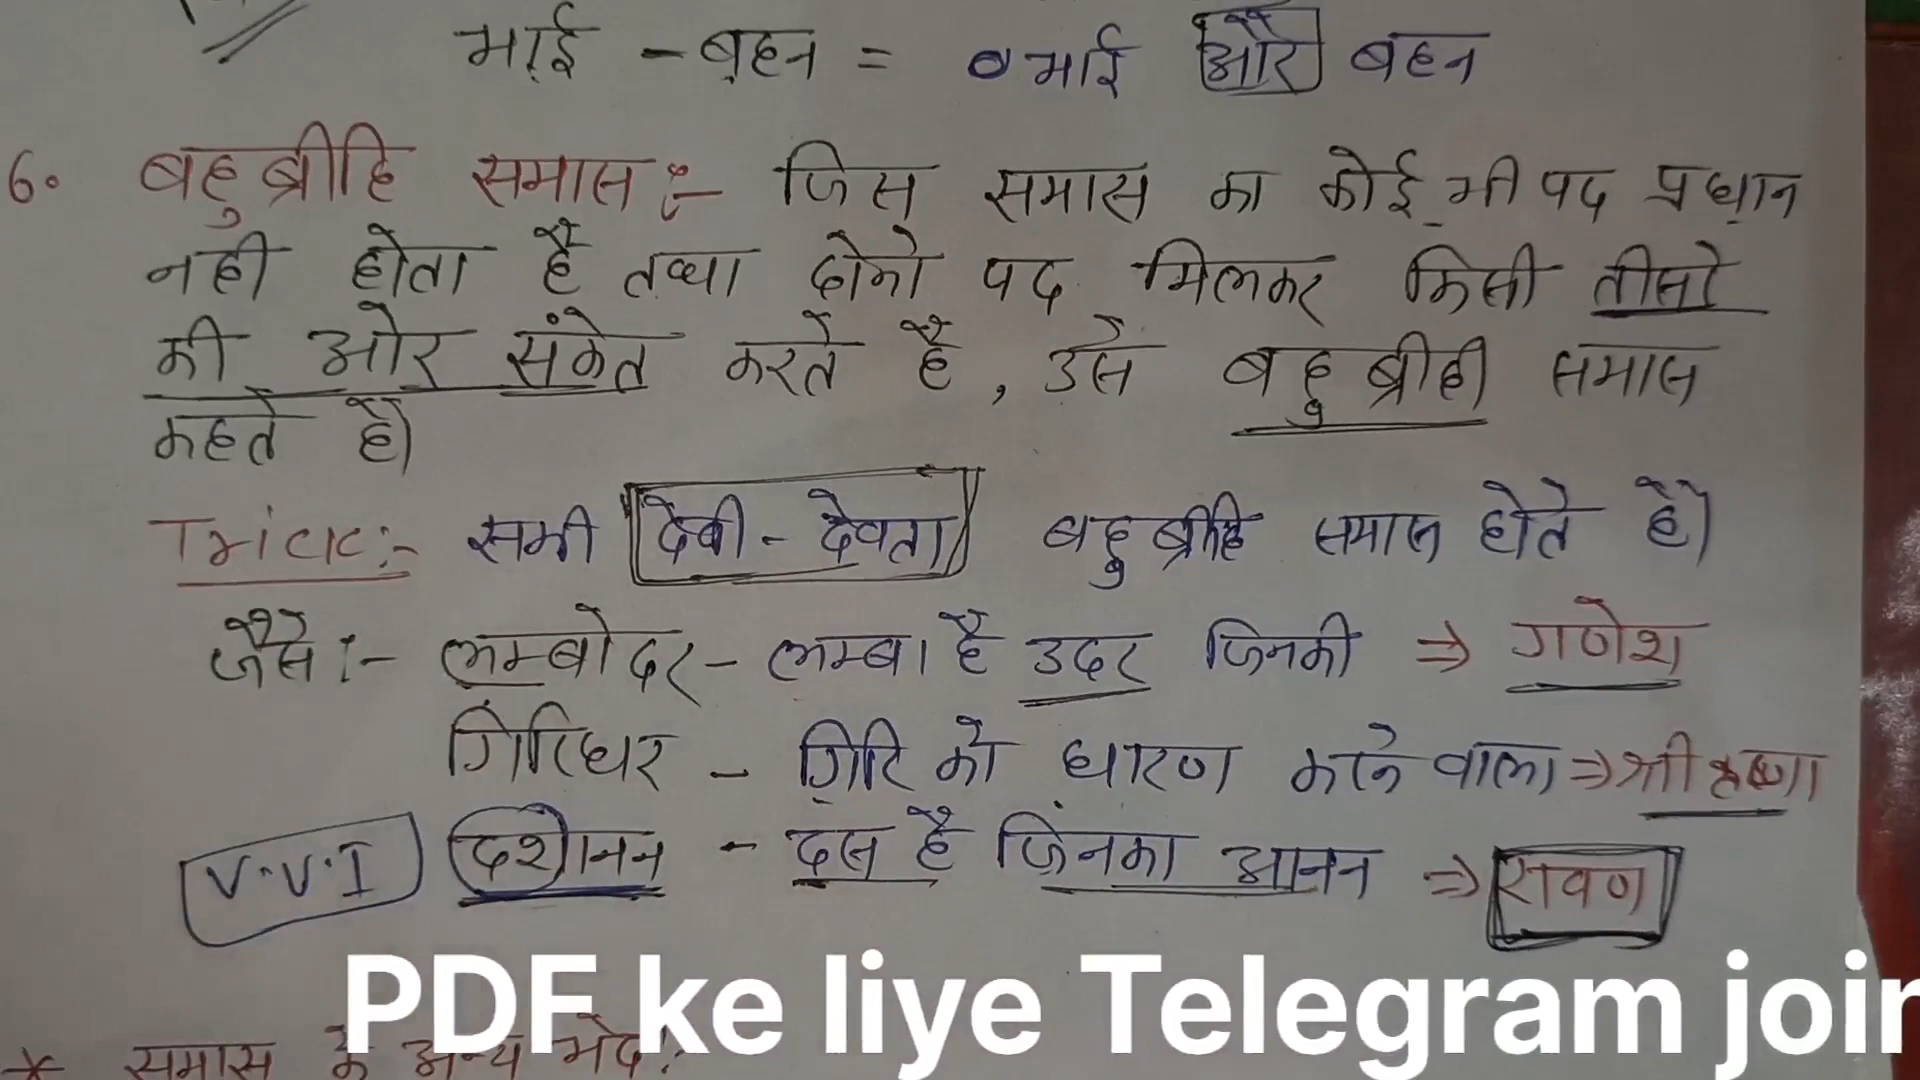 भाई - बहन = भाई और बहन
6. बहुब्रीहि समास :- जिस समास का कोई भी पद प्रधान
नही होता है तथा दोनो पद मिलकर किसी तीसरे
की ओर संकेत करते है, उसे बहुब्रीही समास
कहते है।
Trick:- सभी देवी - देवता बहुब्रीहि समास होते है।
जैसे :- लम्बोदर - लम्बा है उदर जिनकी ⇒ गणेश
गिरिधर - गिरि को धारण करने वाला ⇒ श्री कृष्ण
V.V.I दशानन - दस है जिनका आनन ⇒ रावण
PDF ke liye Telegram join
* समास के अन्य भेद :-